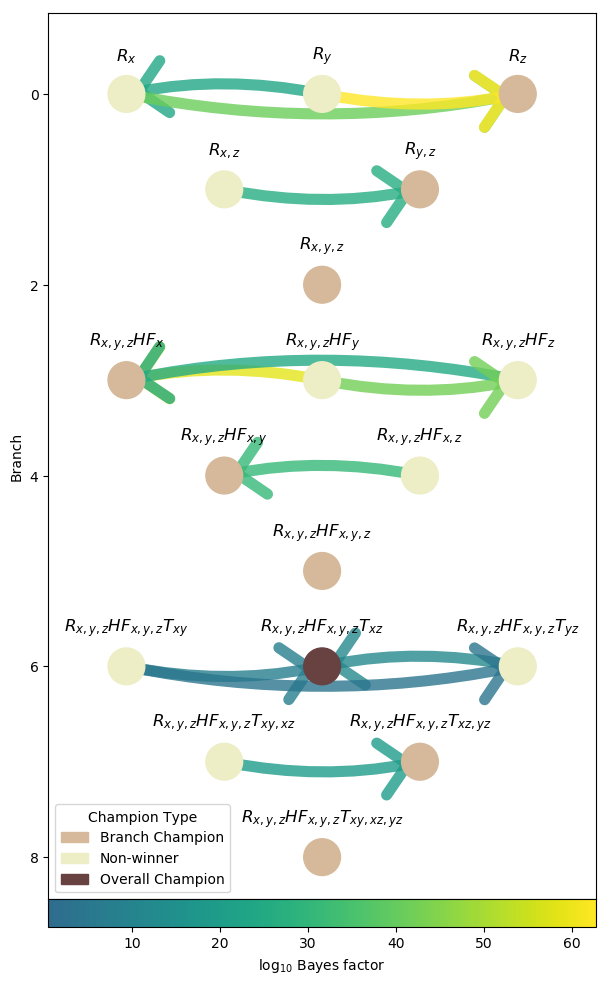 R_x R_y R_z
0
R_{x,z} R_{y,z}
R_{x,y,z}
2
R_{x,y,z}HF_x R_{x,y,z}HF_y R_{x,y,z}HF_z
R_{x,y,z}HF_{x,y} R_{x,y,z}HF_{x,z}
Branch
4
R_{x,y,z}HF_{x,y,z}
R_{x,y,z}HF_{x,y,z}T_{xy} R_{x,y,z}HF_{x,y,z}T_{xz} R_{x,y,z}HF_{x,y,z}T_{yz}
6
R_{x,y,z}HF_{x,y,z}T_{xy,xz} R_{x,y,z}HF_{x,y,z}T_{xz,yz}
R_{x,y,z}HF_{x,y,z}T_{xy,xz,yz}
Champion Type
Branch Champion
Non-winner
Overall Champion
8
10 20 30 40 50 60
log_{10} Bayes factor